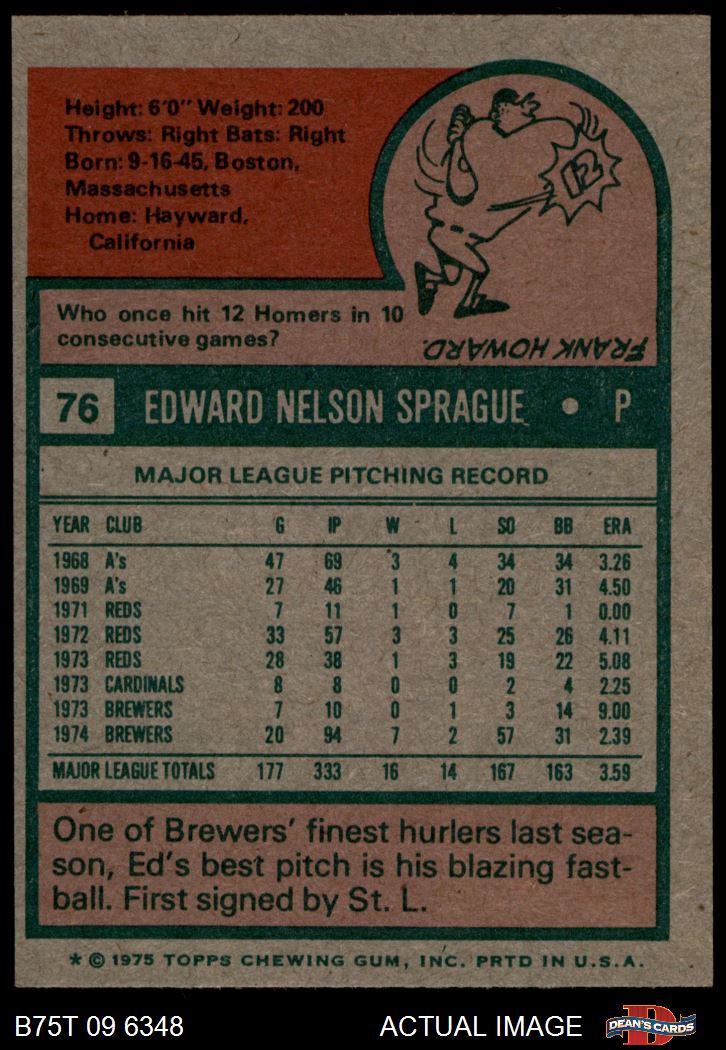 Height: 6'0" Weight: 200
Throws: Right Bats: Right
Born: 9-16-45, Boston,
Massachusetts
Home: Hayward,
California
12
Who once hit 12 Homers in 10
consecutive games?
FRANK HOWARD.
76 EDWARD NELSON SPRAGUE • P
MAJOR LEAGUE PITCHING RECORD
YEAR CLUB G IP W L SO BB ERA
1968 A's 47 69 3 4 34 34 3.26
1969 A's 27 46 1 1 20 31 4.50
1971 REDS 7 11 1 0 7 1 0.00
1972 REDS 33 57 3 3 25 26 4.11
1973 REDS 28 38 1 3 19 22 5.08
1973 CARDINALS 8 8 0 0 2 4 2.25
1973 BREWERS 7 10 0 1 3 14 9.00
1974 BREWERS 20 94 7 2 57 31 2.39
MAJOR LEAGUE TOTALS 177 333 16 14 167 163 3.59
One of Brewers' finest hurlers last sea-
son, Ed's best pitch is his blazing fast-
ball. First signed by St. L.
* © 1975 TOPPS CHEWING GUM, INC. PRTD IN U.S.A.
B75T 09 6348 ACTUAL IMAGE D DEAN'S CARDS